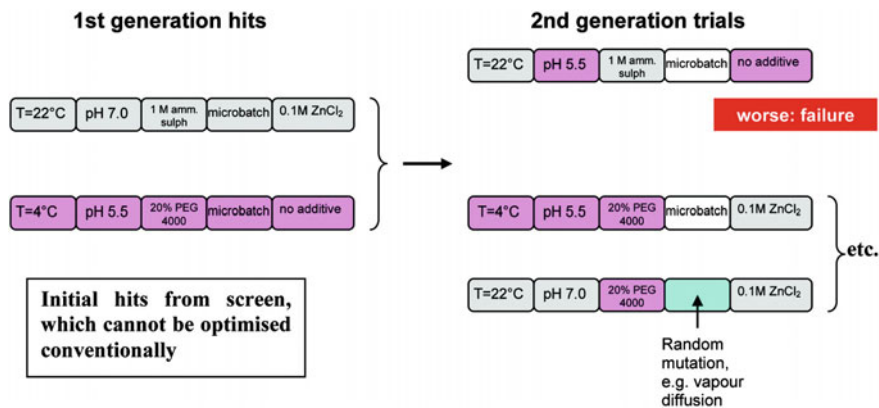 1st generation hits
2nd generation trials
T=22°C pH 5.5 1 M amm. sulph microbatch no additive
worse: failure
T=22°C pH 7.0 1 M amm. sulph microbatch 0.1M ZnCl₂
T=4°C pH 5.5 20% PEG 4000 microbatch no additive
T=4°C pH 5.5 20% PEG 4000 microbatch 0.1M ZnCl₂
etc.
T=22°C pH 7.0 20% PEG 4000 0.1M ZnCl₂
Initial hits from screen,
which cannot be optimised
conventionally
Random
mutation,
e.g. vapour
diffusion